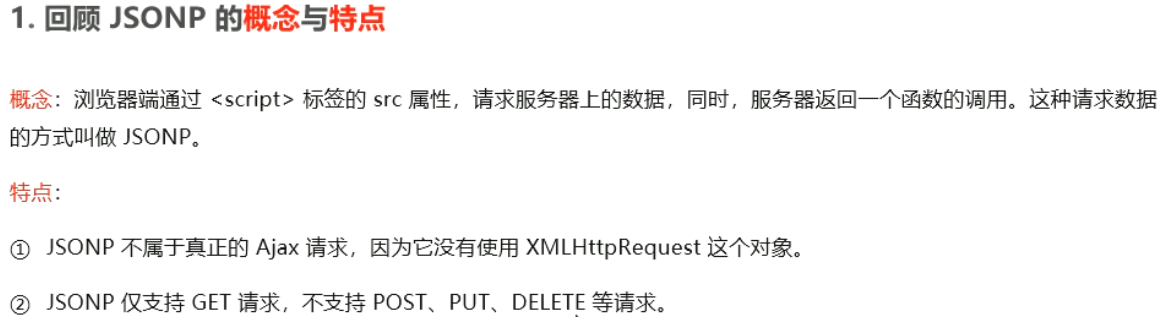 1. 回顾 JSONP 的概念与特点
概念：浏览器端通过 <script> 标签的 src 属性，请求服务器上的数据，同时，服务器返回一个函数的调用。这种请求数据
的方式叫做 JSONP。
特点：
① JSONP 不属于真正的 Ajax 请求，因为它没有使用 XMLHttpRequest 这个对象。
② JSONP 仅支持 GET 请求，不支持 POST、PUT、DELETE 等请求。